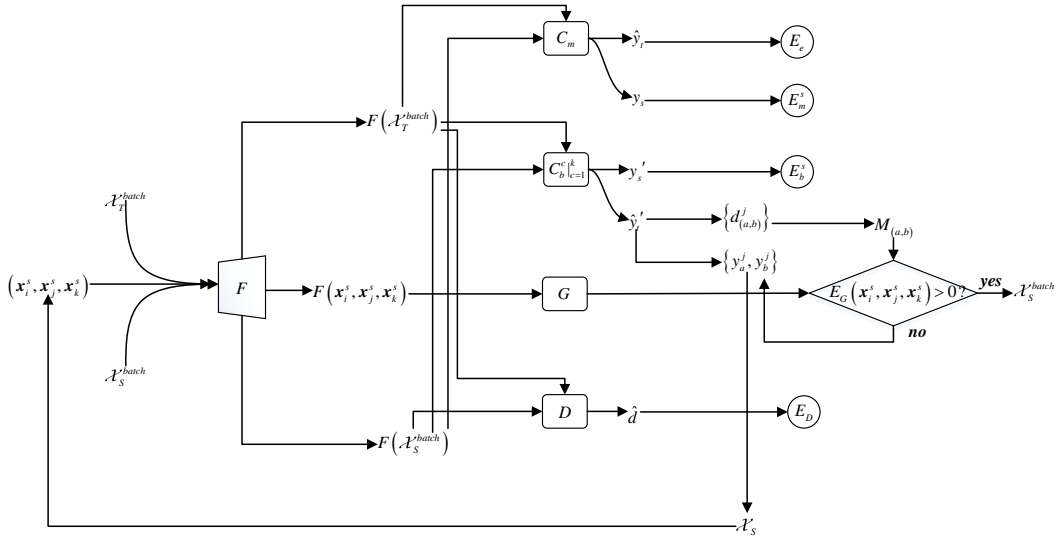 C_m
ŷ_t
E_e
y_s
E_m^s
F(𝒳_T^batch)
C_b^c|_{c=1}^k
y_s′
E_b^s
𝒳_T^batch
ŷ_t′
{d_{(a,b)}^j}
M_{(a,b)}
{y_a^j, y_b^j}
(x_i^s, x_j^s, x_k^s)
F
F(x_i^s, x_j^s, x_k^s)
G
E_G(x_i^s, x_j^s, x_k^s)>0?
yes
𝒳_S^batch
no
𝒳_S^batch
F(𝒳_S^batch)
D
d̂
E_D
𝒳_S